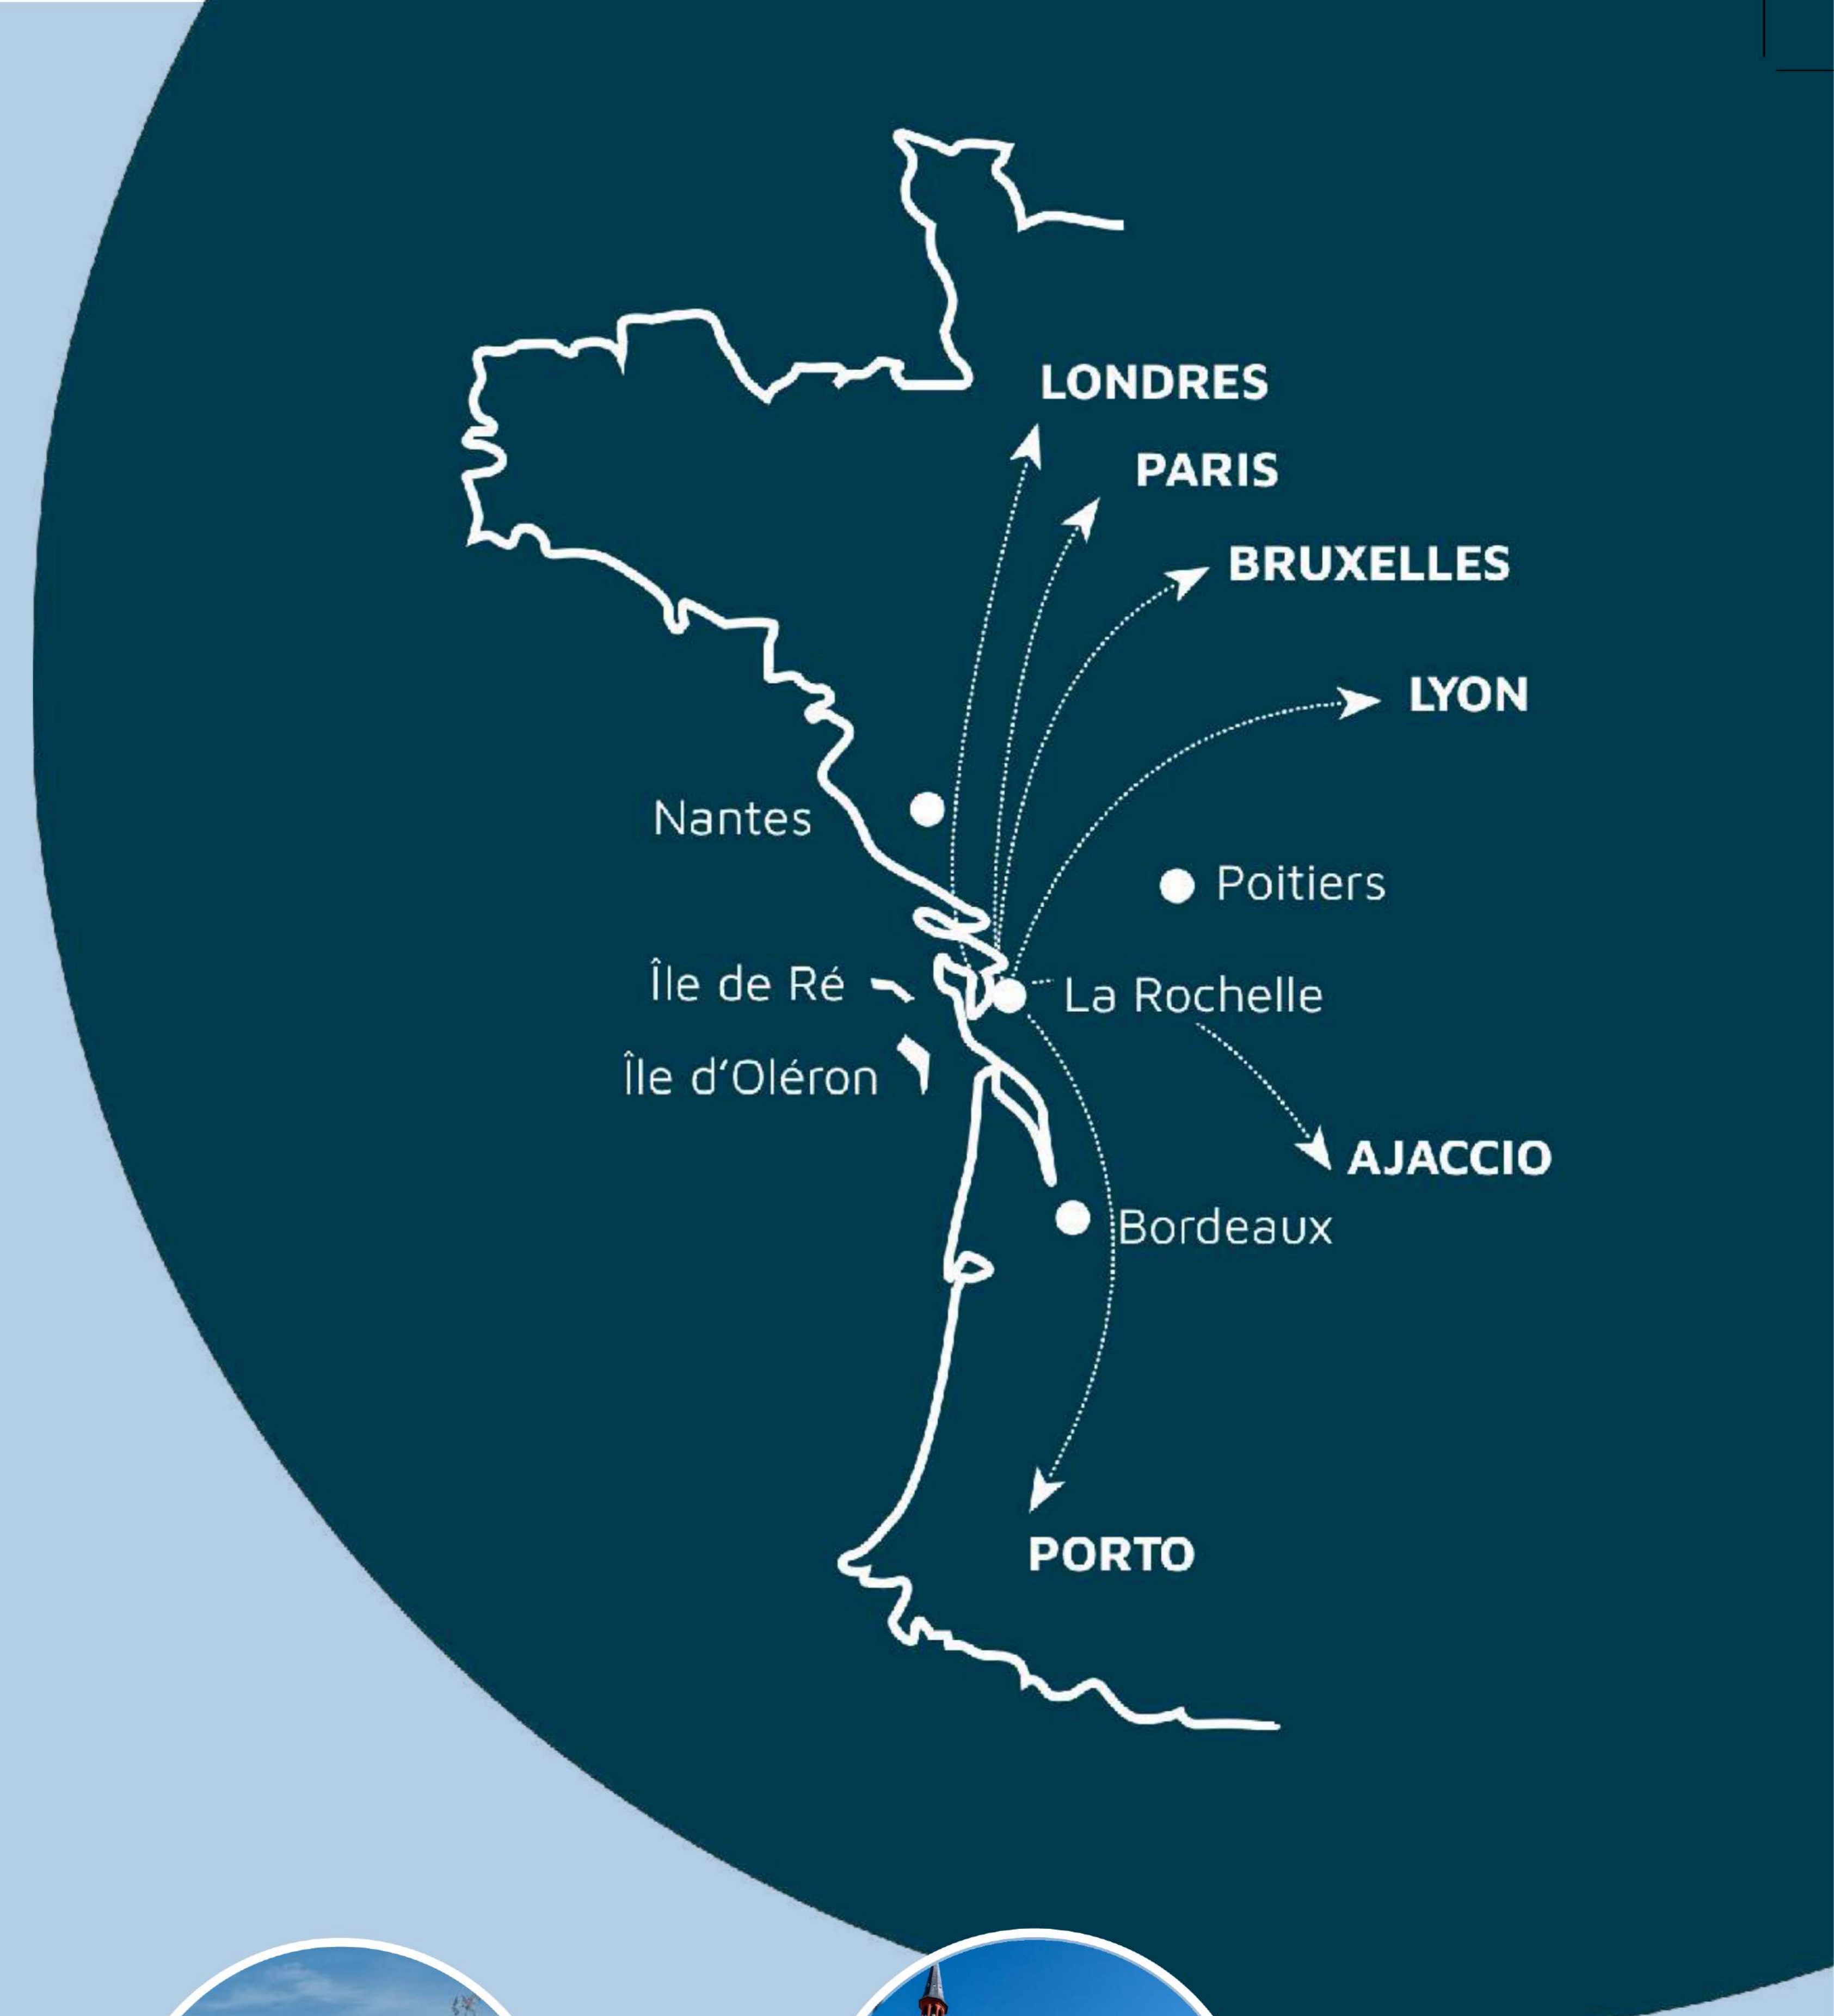 LONDRES
PARIS
BRUXELLES
LYON
Nantes
Poitiers
Île de Ré
La Rochelle
Île d’Oléron
AJACCIO
Bordeaux
PORTO